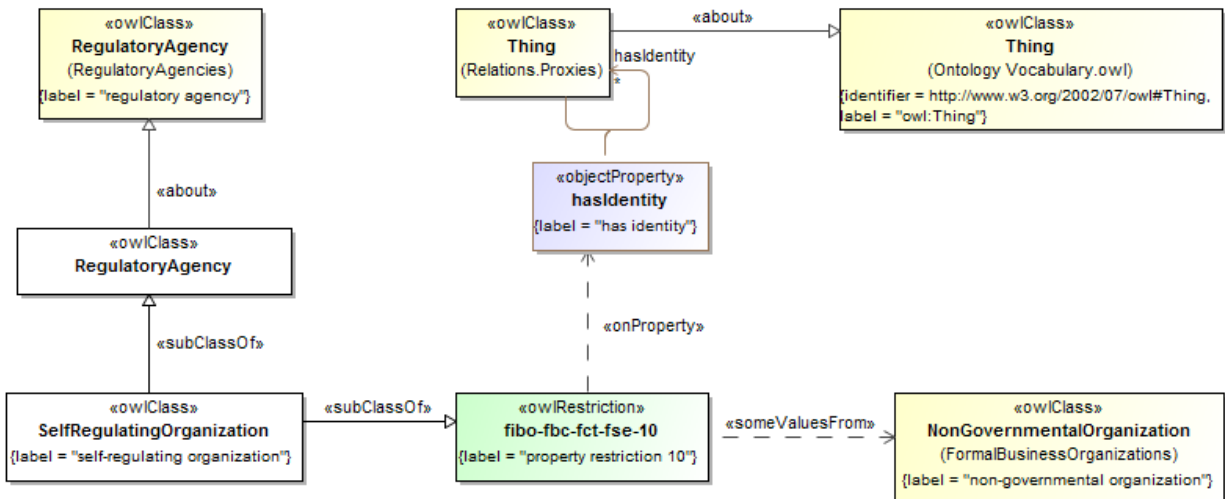 «owlClass»
RegulatoryAgency
(RegulatoryAgencies)
{label = "regulatory agency"}
«about»
«owlClass»
RegulatoryAgency
«subClassOf»
«owlClass»
SelfRegulatingOrganization
{label = "self-regulating organization"}
«subClassOf»
«owlClass»
Thing
(Relations.Proxies)
hasIdentity
*
«about»
«owlClass»
Thing
(Ontology Vocabulary.owl)
{identifier = http://www.w3.org/2002/07/owl#Thing,
label = "owl:Thing"}
«objectProperty»
hasIdentity
{label = "has identity"}
«onProperty»
«owlRestriction»
fibo-fbc-fct-fse-10
{label = "property restriction 10"}
«someValuesFrom»
«owlClass»
NonGovernmentalOrganization
(FormalBusinessOrganizations)
{label = "non-governmental organization"}